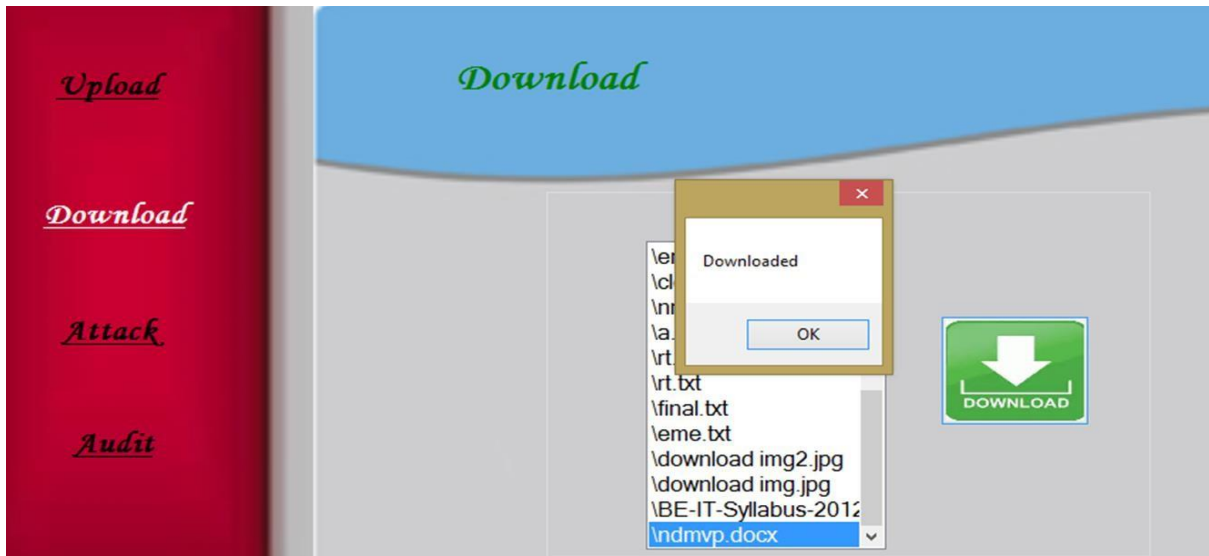 Upload
Download
Attack
Audit
Download
Downloaded
OK
\rt.txt
\final.txt
\eme.txt
\download img2.jpg
\download img.jpg
\BE-IT-Syllabus-2012
\ndmvp.docx
DOWNLOAD